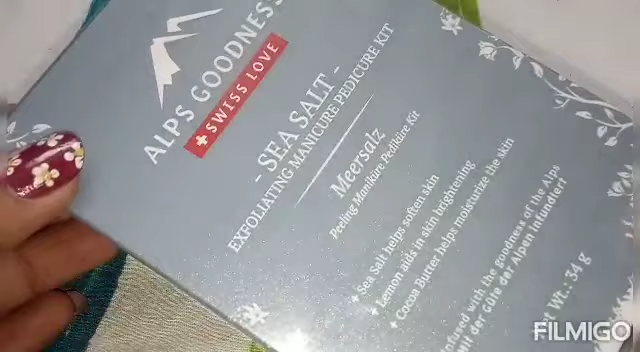 ALPS GOODNESS
SWISS LOVE
- SEA SALT -
EXFOLIATING MANICURE PEDICURE KIT
Meersalz
Peeling Maniküre Pediküre Kit
Sea Salt helps soften skin
Lemon aids in skin brightening
Cocoa Butter helps moisturize the skin
Infused with the goodness of the Alps
Mit der Güte der Alpen infundiert
Net Wt.: 34 g
FILMIGO